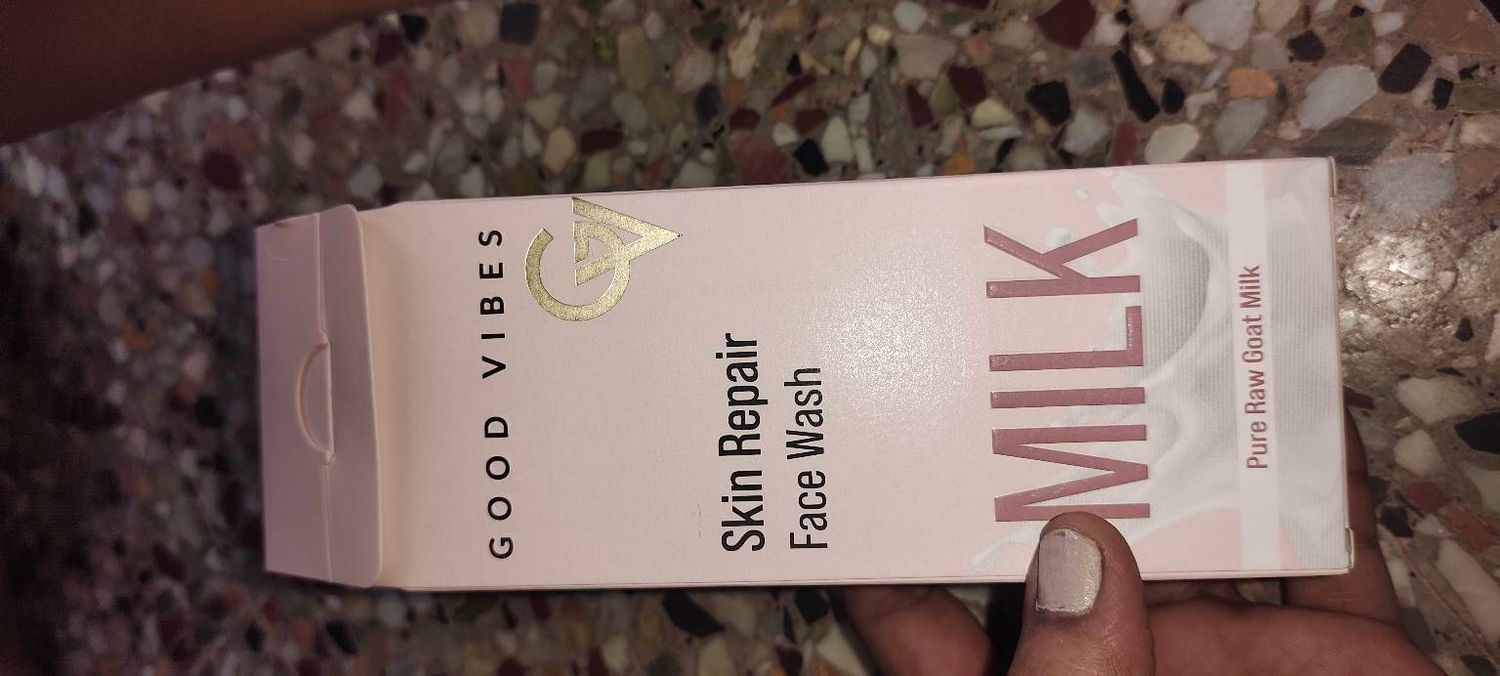 GOOD VIBES
Skin Repair
Face Wash
MILK
Pure Raw Goat Milk